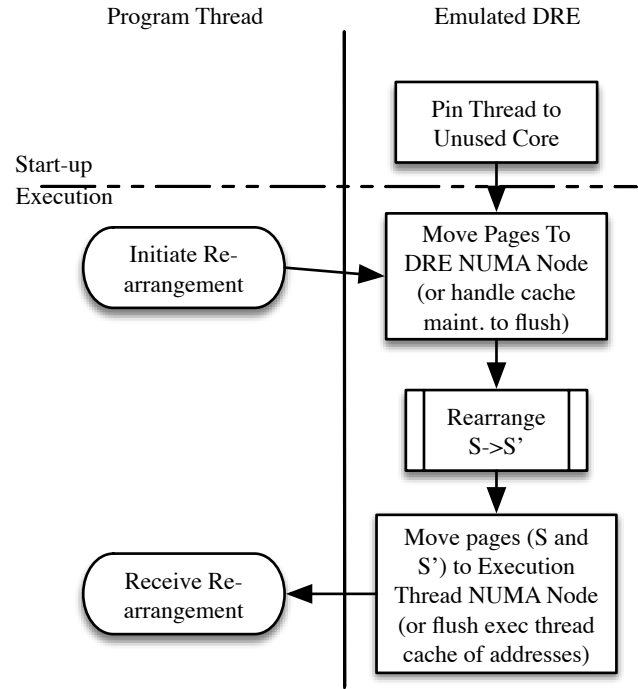 Program Thread
Emulated DRE
Pin Thread to
Unused Core
Start-up
Execution
Initiate Re-
arrangement
Move Pages To
DRE NUMA Node
(or handle cache
maint. to flush)
Rearrange
S->S’
Move pages (S and
S’) to Execution
Thread NUMA Node
(or flush exec thread
cache of addresses)
Receive Re-
arrangement